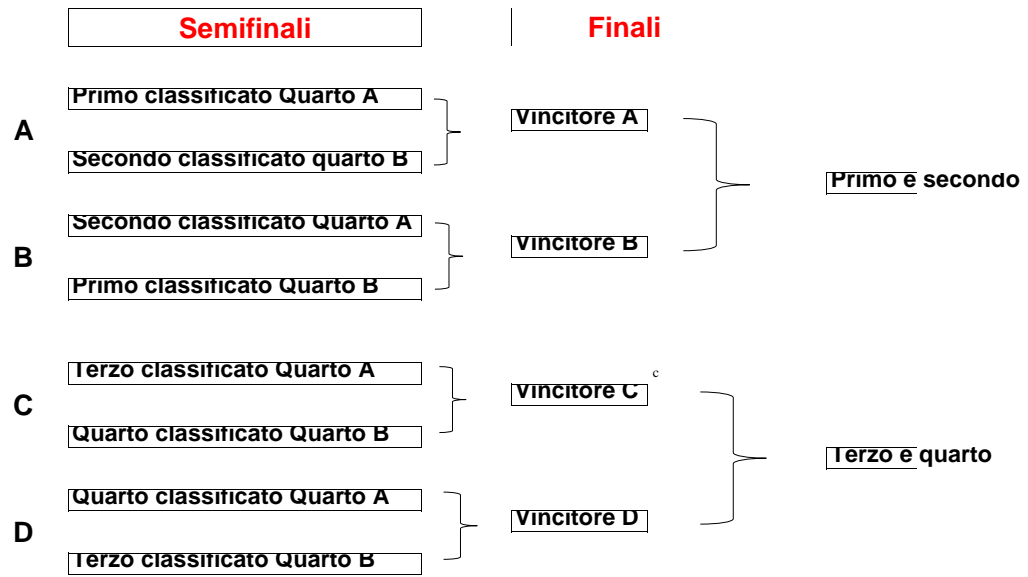 Semifinali Finali
Primo classificato Quarto A
Vincitore A
A
Secondo classificato quarto B
Primo e secondo
Secondo classificato Quarto A
Vincitore B
B
Primo classificato Quarto B
Terzo classificato Quarto A
c
Vincitore C
C
Quarto classificato Quarto B
Terzo e quarto
Quarto classificato Quarto A
Vincitore D
D
Terzo classificato Quarto B